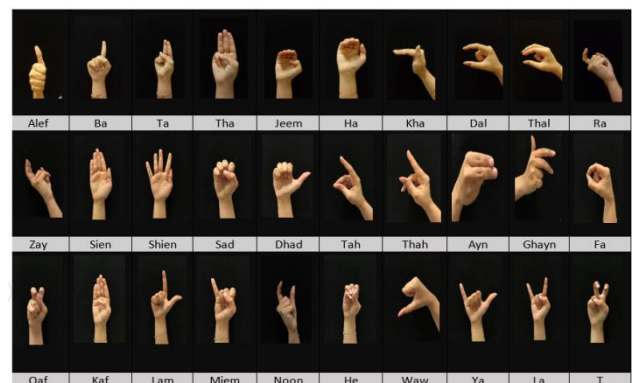 Alef Ba Ta Tha Jeem Ha Kha Dal Thal Ra
Zay Sien Shien Sad Dhad Tah Thah Ayn Ghayn Fa
Qaf Kaf Lam Miem Noon He Waw Ya La T